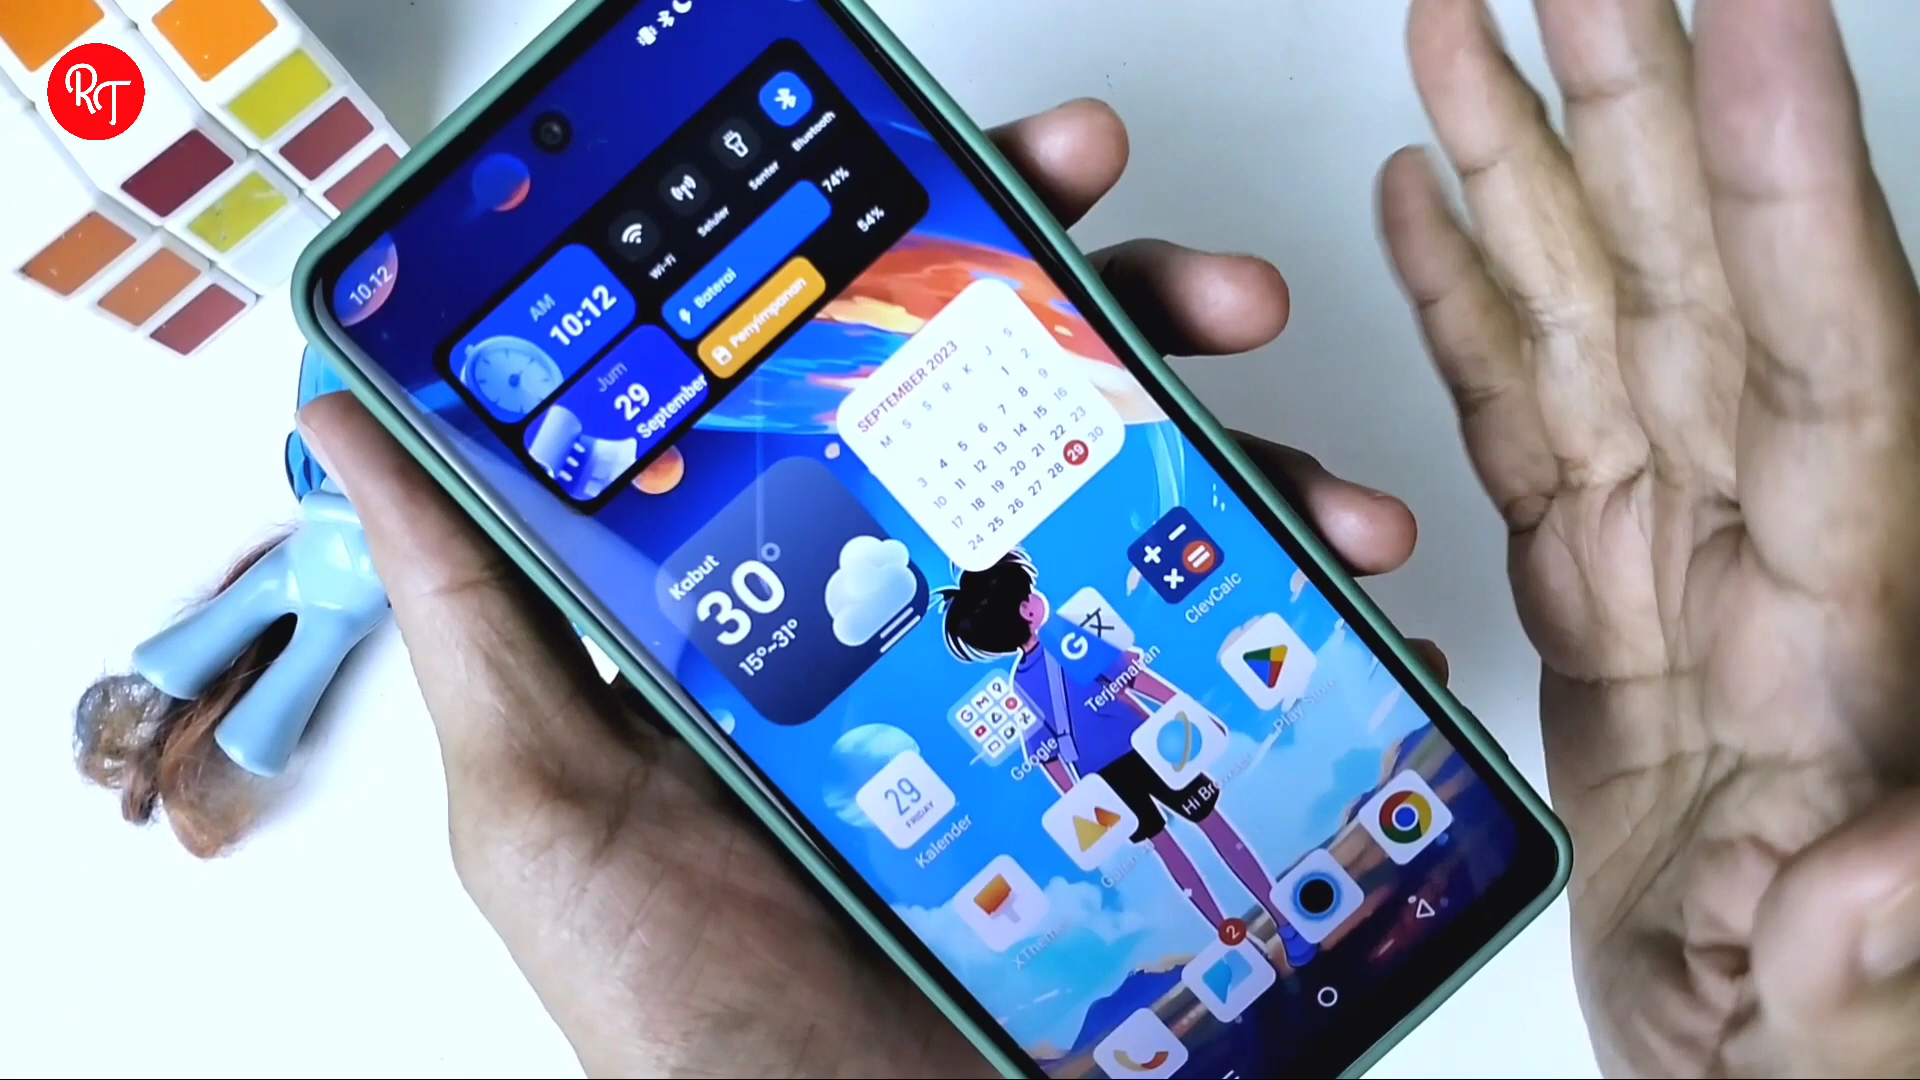 RT
10.12
AM
10:12
Jum
29
September
Wi-Fi
Seluler
Senter
Bluetooth
Baterai
74%
Penyimpanan
54%
SEPTEMBER 2023
M S S R K J S
1 2
3 4 5 6 7 8 9
10 11 12 13 14 15 16
17 18 19 20 21 22 23
24 25 26 27 28 29 30
Kabut
30°
15°~31°
ClevCalc
G 文
Terjemahan
Play Store
Google
Hi Browser
29
FRIDAY
Kalender
Galeri
XTheme
2